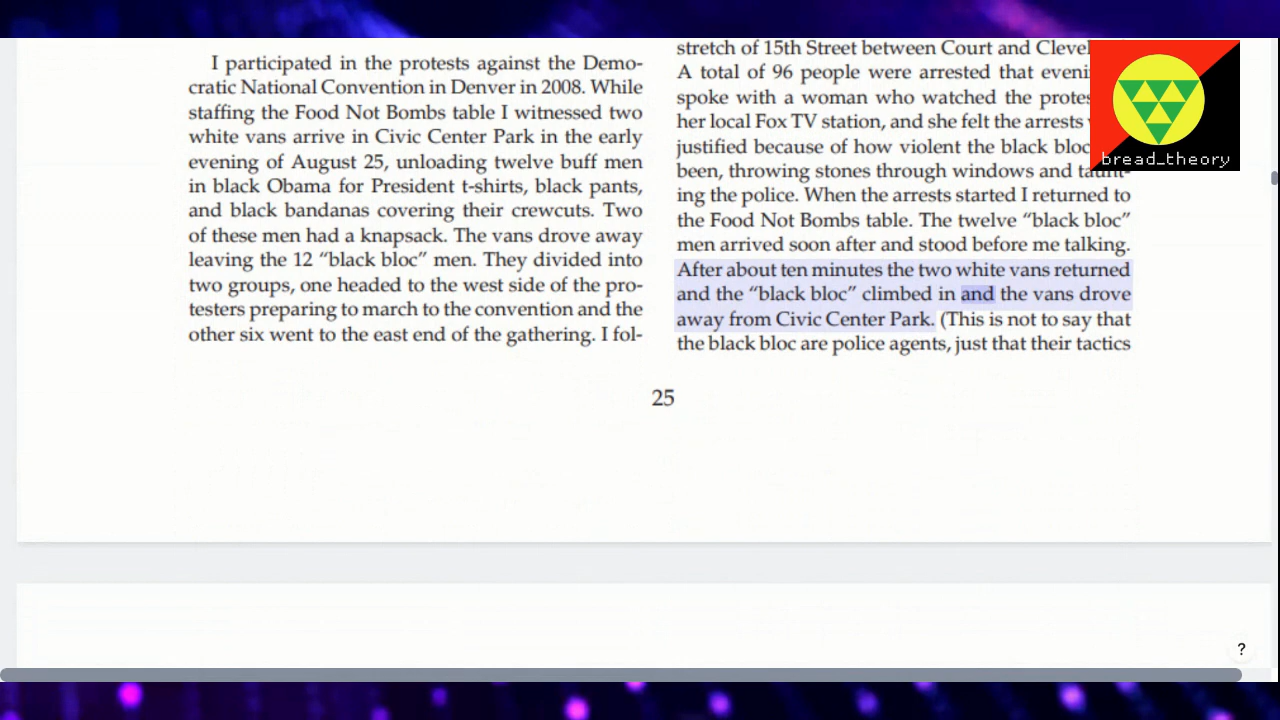 I participated in the protests against the Demo-
cratic National Convention in Denver in 2008. While
staffing the Food Not Bombs table I witnessed two
white vans arrive in Civic Center Park in the early
evening of August 25, unloading twelve buff men
in black Obama for President t-shirts, black pants,
and black bandanas covering their crewcuts. Two
of these men had a knapsack. The vans drove away
leaving the 12 “black bloc” men. They divided into
two groups, one headed to the west side of the pro-
testers preparing to march to the convention and the
other six went to the east end of the gathering. I fol-
stretch of 15th Street between Court and
A total of 96 people were arrested that
spoke with a woman who watched the
her local Fox TV station, and she felt the arrests
justified because of how violent the black bloc
been, throwing stones through windows and taunt-
ing the police. When the arrests started I returned to
the Food Not Bombs table. The twelve “black bloc”
men arrived soon after and stood before me talking.
After about ten minutes the two white vans returned
and the “black bloc” climbed in and the vans drove
away from Civic Center Park. (This is not to say that
the black bloc are police agents, just that their tactics
25
bread_theory
?